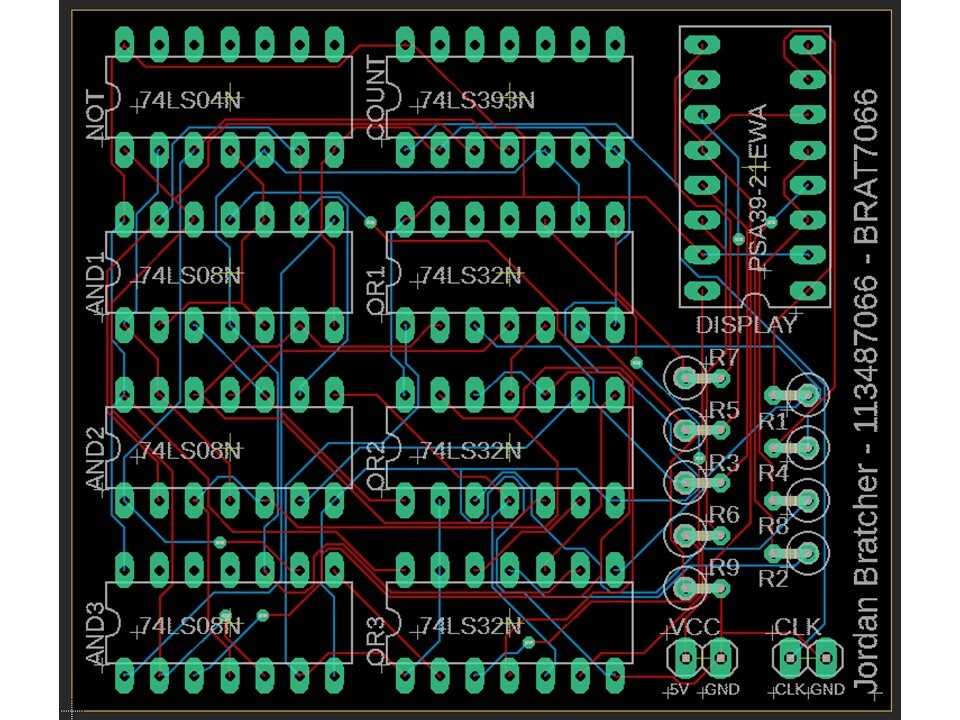 NOT
74LS04N
COUNT
74LS393N
PSA39-21EWA
DISPLAY
AND1
74LS08N
OR1
74LS32N
AND2
74LS08N
OR2
74LS32N
AND3
74LS08N
OR3
74LS32N
R7
R5
R1
R3
R4
R6
R8
R9
R2
VCC
CLK
5V
GND
CLK
GND
Jordan Bratcher - 113487066 - BRAT7066